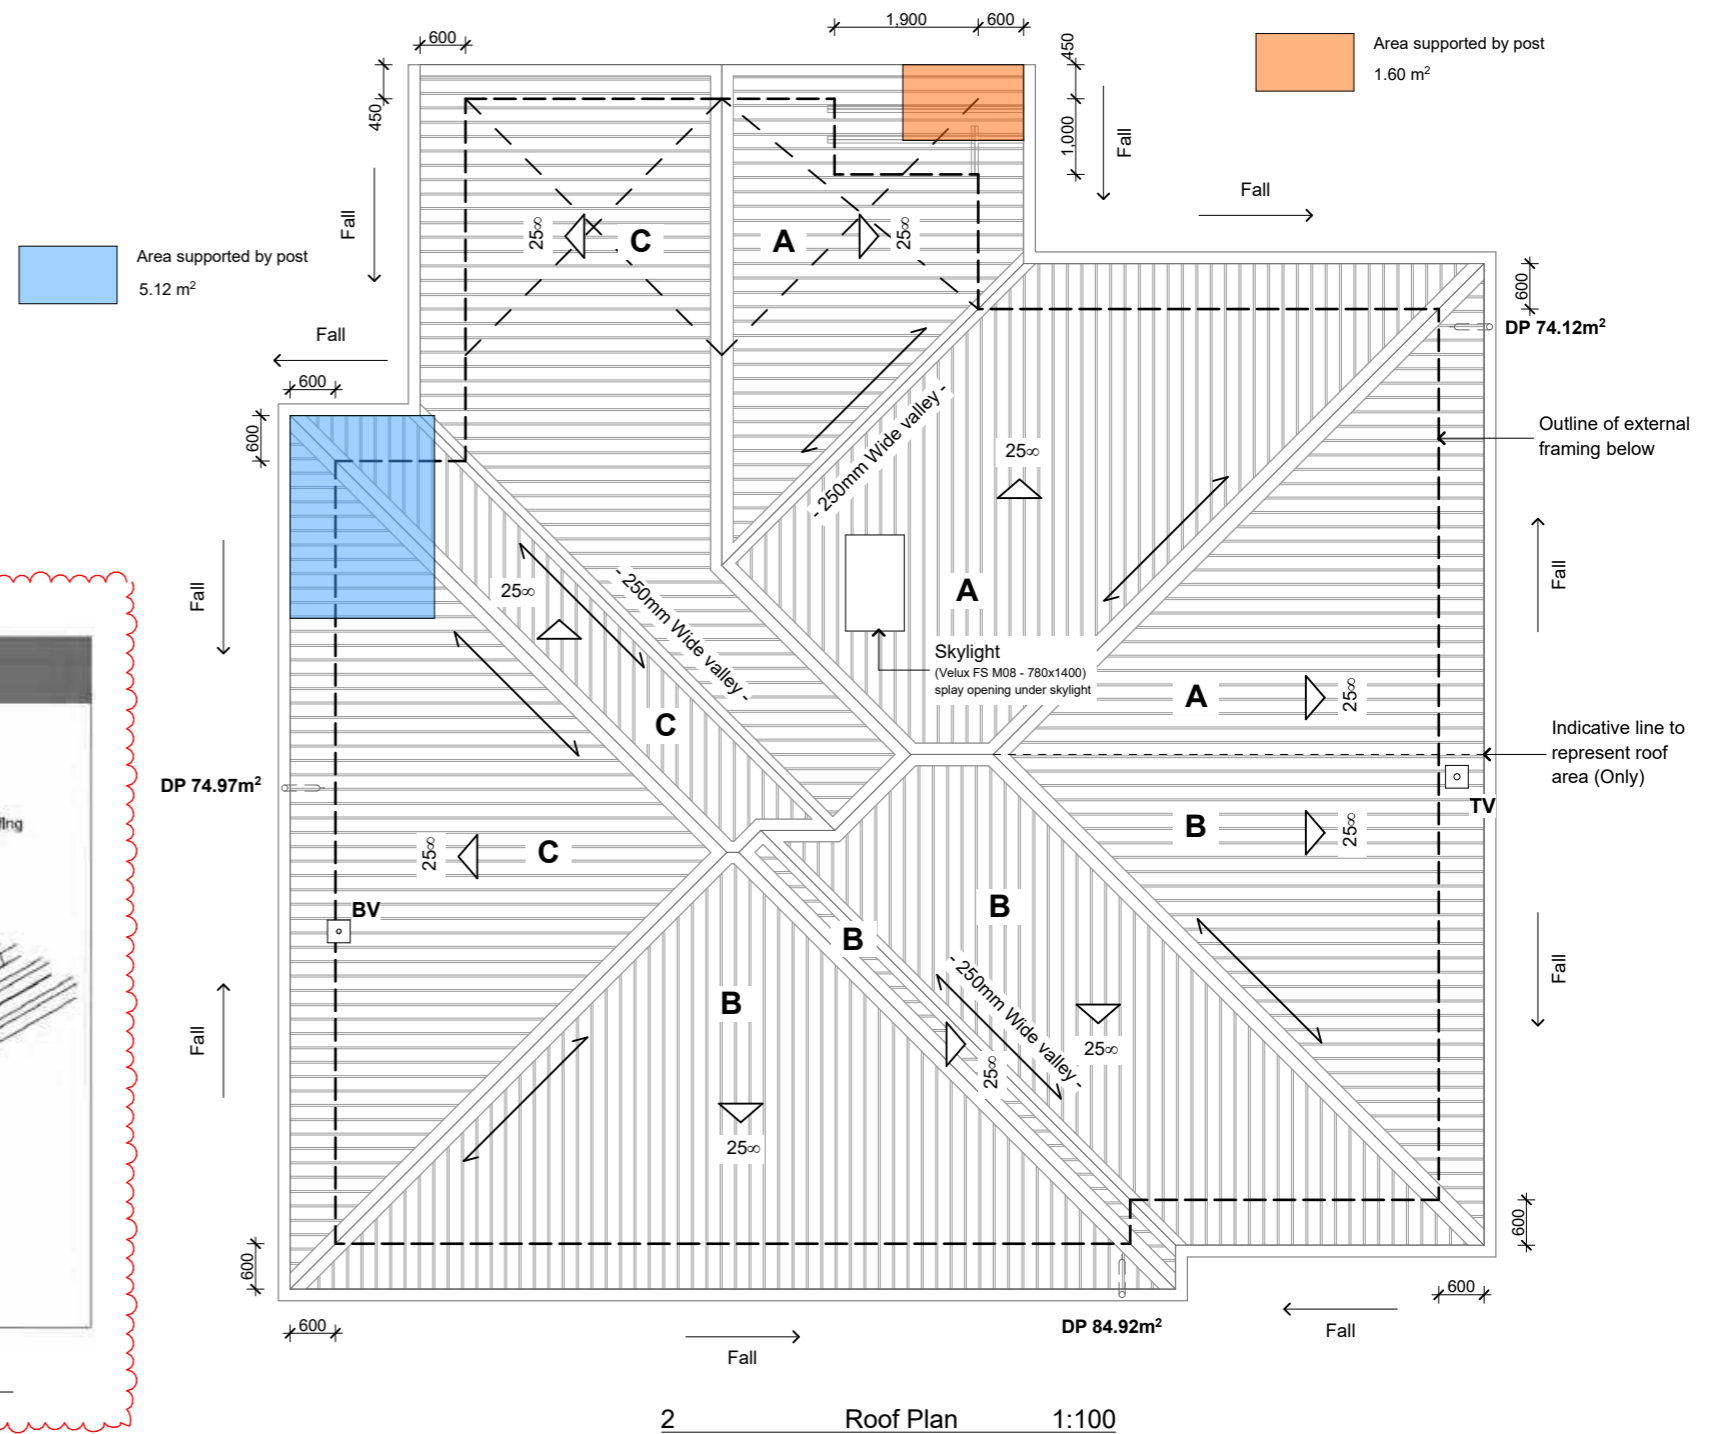 1,900
600
600
450
450
1,000
Fall
Fall
Area supported by post
1.60 m²
Fall
25∞
C
A
25∞
Area supported by post
5.12 m²
Fall
600
600
600
DP 74.12m²
- 250mm Wide valley -
25∞
Outline of external
framing below
Fall
25∞
- 250mm Wide valley -
A
Fall
Skylight
(Velux FS M08 - 780x1400)
splay opening under skylight
A
25∞
C
Indicative line to
represent roof
area (Only)
DP 74.97m²
TV
fing
C
25∞
B
25∞
BV
B
B
- 250mm Wide valley -
Fall
B
25∞
25∞
Fall
25∞
600
600
600
600
DP 84.92m²
Fall
Fall
2 Roof Plan 1:100